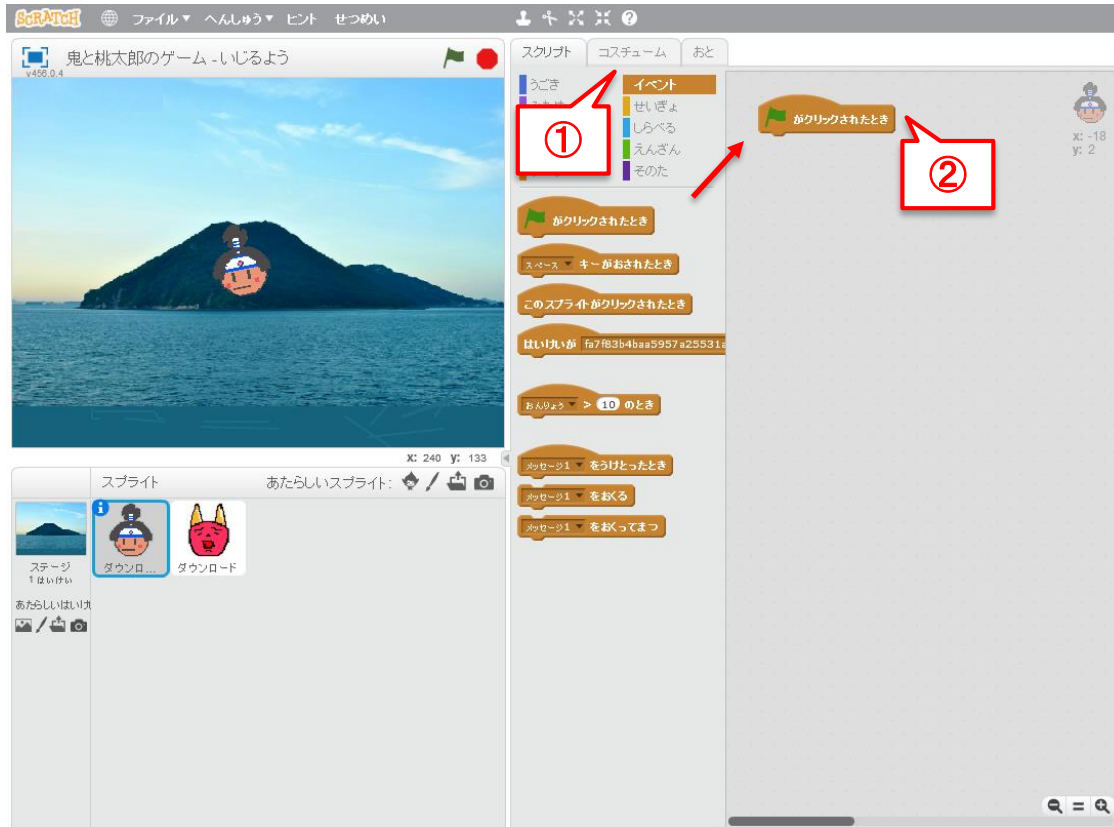 SCRATCH ファイル▼ へんしゅう▼ ヒント せつめい
鬼と桃太郎のゲーム - いじるよう
v456.0.4
X: 240 y: 133
スプライト あたらしいスプライト:
ステージ
1 はいけい
ダウンロ... ダウンロード
あたらしいはいけ
スクリプト コスチューム おと
うごき イベント
せいぎょ
しらべる
えんざん
そのた
①
がクリックされたとき
スペース▼ キーがおされたとき
このスプライトがクリックされたとき
はいけいが fa7f83b4baa5957a25531a
おんりょう▼ > 10 のとき
メッセージ1▼ をうけとったとき
メッセージ1▼ をおくる
メッセージ1▼ をおくってまつ
がクリックされたとき
②
x: -18
y: 2